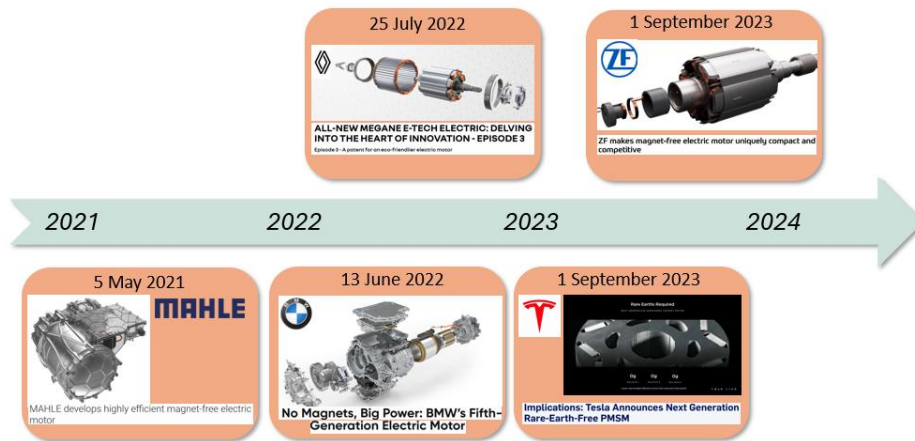 25 July 2022
ALL-NEW MEGANE E-TECH ELECTRIC: DELVING
INTO THE HEART OF INNOVATION - EPISODE 3
Episode 3 - A patent for an eco-friendlier electric motor
1 September 2023
ZF
ZF makes magnet-free electric motor uniquely compact and
competitive
2021
2022
2023
2024
5 May 2021
MAHLE
MAHLE develops highly efficient magnet-free electric
motor
13 June 2022
BMW
No Magnets, Big Power: BMW's Fifth-
Generation Electric Motor
1 September 2023
Rare Earths Required
0g
0g
0g
Implications: Tesla Announces Next Generation
Rare-Earth-Free PMSM